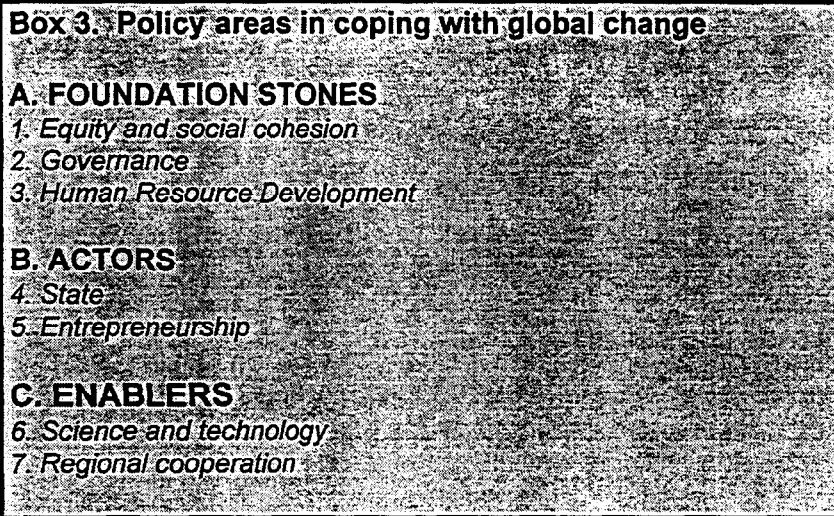 Box 3. Policy areas in coping with global change
A. FOUNDATION STONES
1. Equity and social cohesion
2. Governance
3. Human Resource Development
B. ACTORS
4. State
5. Entrepreneurship
C. ENABLERS
6. Science and technology
7. Regional cooperation